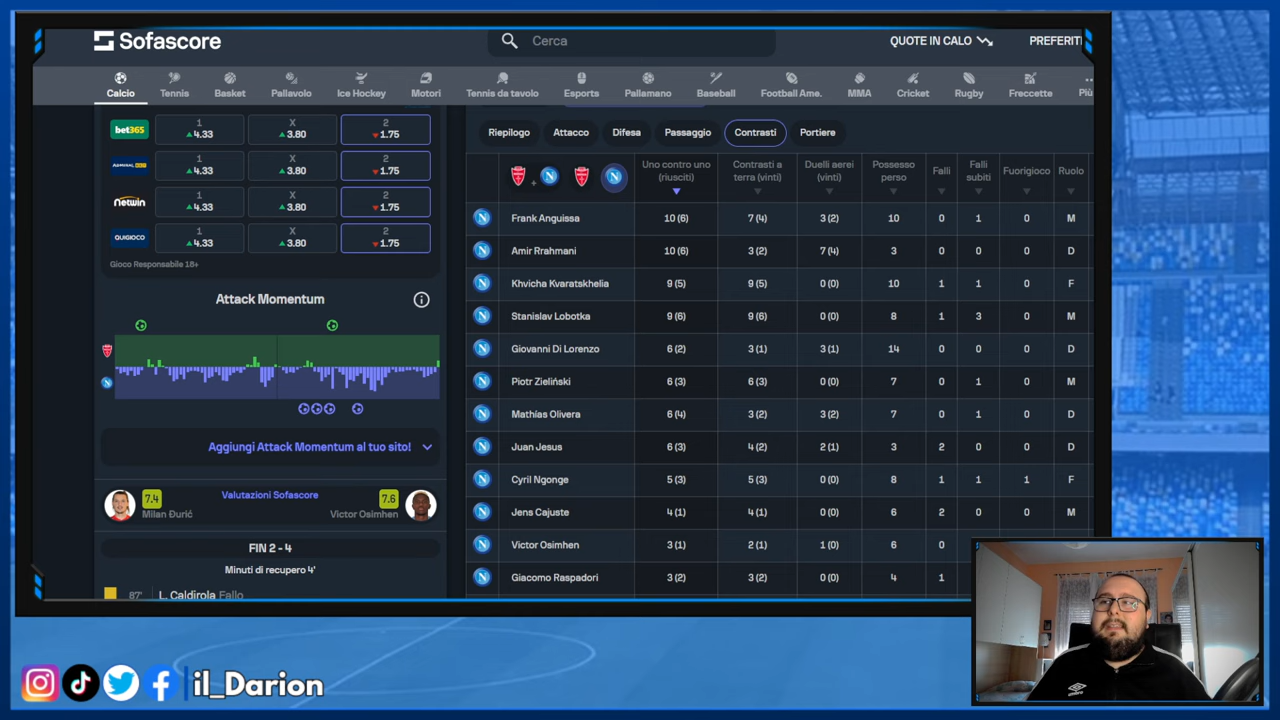 Sofascore
Cerca
QUOTE IN CALO
PREFERITI
Calcio
Tennis
Basket
Pallavolo
Ice Hockey
Motori
Tennis da tavolo
Esports
Pallamano
Baseball
Football Ame.
MMA
Cricket
Rugby
Freccette
Più
bet365
1 X 2
4.33 3.80 1.75
1 X 2
4.33 3.80 1.75
Netwin
1 X 2
4.33 3.80 1.75
QUIGIOCO
1 X 2
4.33 3.80 1.75
Gioco Responsabile 18+
Attack Momentum
Aggiungi Attack Momentum al tuo sito!
7.4 Valutazioni Sofascore 7.6
Milan Đurić Victor Osimhen
FIN 2 - 4
Minuti di recupero 4'
87' L. Caldirola Fallo
Riepilogo Attacco Difesa Passaggio Contrasti Portiere
Uno contro uno (riusciti) Contrasti a terra (vinti) Duelli aerei (vinti) Possesso perso Falli Falli subiti Fuorigioco Ruolo
Frank Anguissa 10 (6) 7 (4) 3 (2) 10 0 1 0 M
Amir Rrahmani 10 (6) 3 (2) 7 (4) 3 0 0 0 D
Khvicha Kvaratskhelia 9 (5) 9 (5) 0 (0) 10 1 1 0 F
Stanislav Lobotka 9 (6) 9 (6) 0 (0) 8 1 3 0 M
Giovanni Di Lorenzo 6 (2) 3 (1) 3 (1) 14 0 0 0 D
Piotr Zieliński 6 (3) 6 (3) 0 (0) 7 0 1 0 M
Mathías Olivera 6 (4) 3 (2) 3 (2) 7 0 1 0 D
Juan Jesus 6 (3) 4 (2) 2 (1) 3 2 0 0 D
Cyril Ngonge 5 (3) 5 (3) 0 (0) 8 1 1 1 F
Jens Cajuste 4 (1) 4 (1) 0 (0) 6 2 0 0 M
Victor Osimhen 3 (1) 2 (1) 1 (0) 6 0
Giacomo Raspadori 3 (2) 3 (2) 0 (0) 4 1
il_Darion